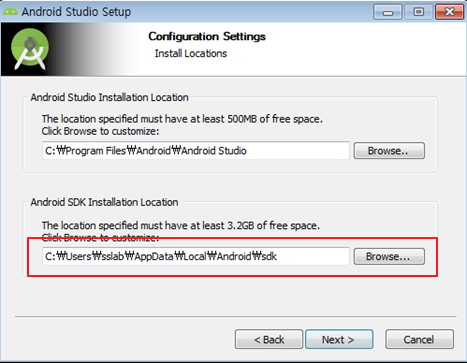 Android Studio Setup
Configuration Settings
Install Locations
Android Studio Installation Location
The location specified must have at least 500MB of free space.
Click Browse to customize:
C:₩Program Files₩Android₩Android Studio
Browse..
Android SDK Installation Location
The location specified must have at least 3.2GB of free space.
Click Browse to customize:
C:₩Users₩sslab₩AppData₩Local₩Android₩sdk
Browse...
< Back
Next >
Cancel